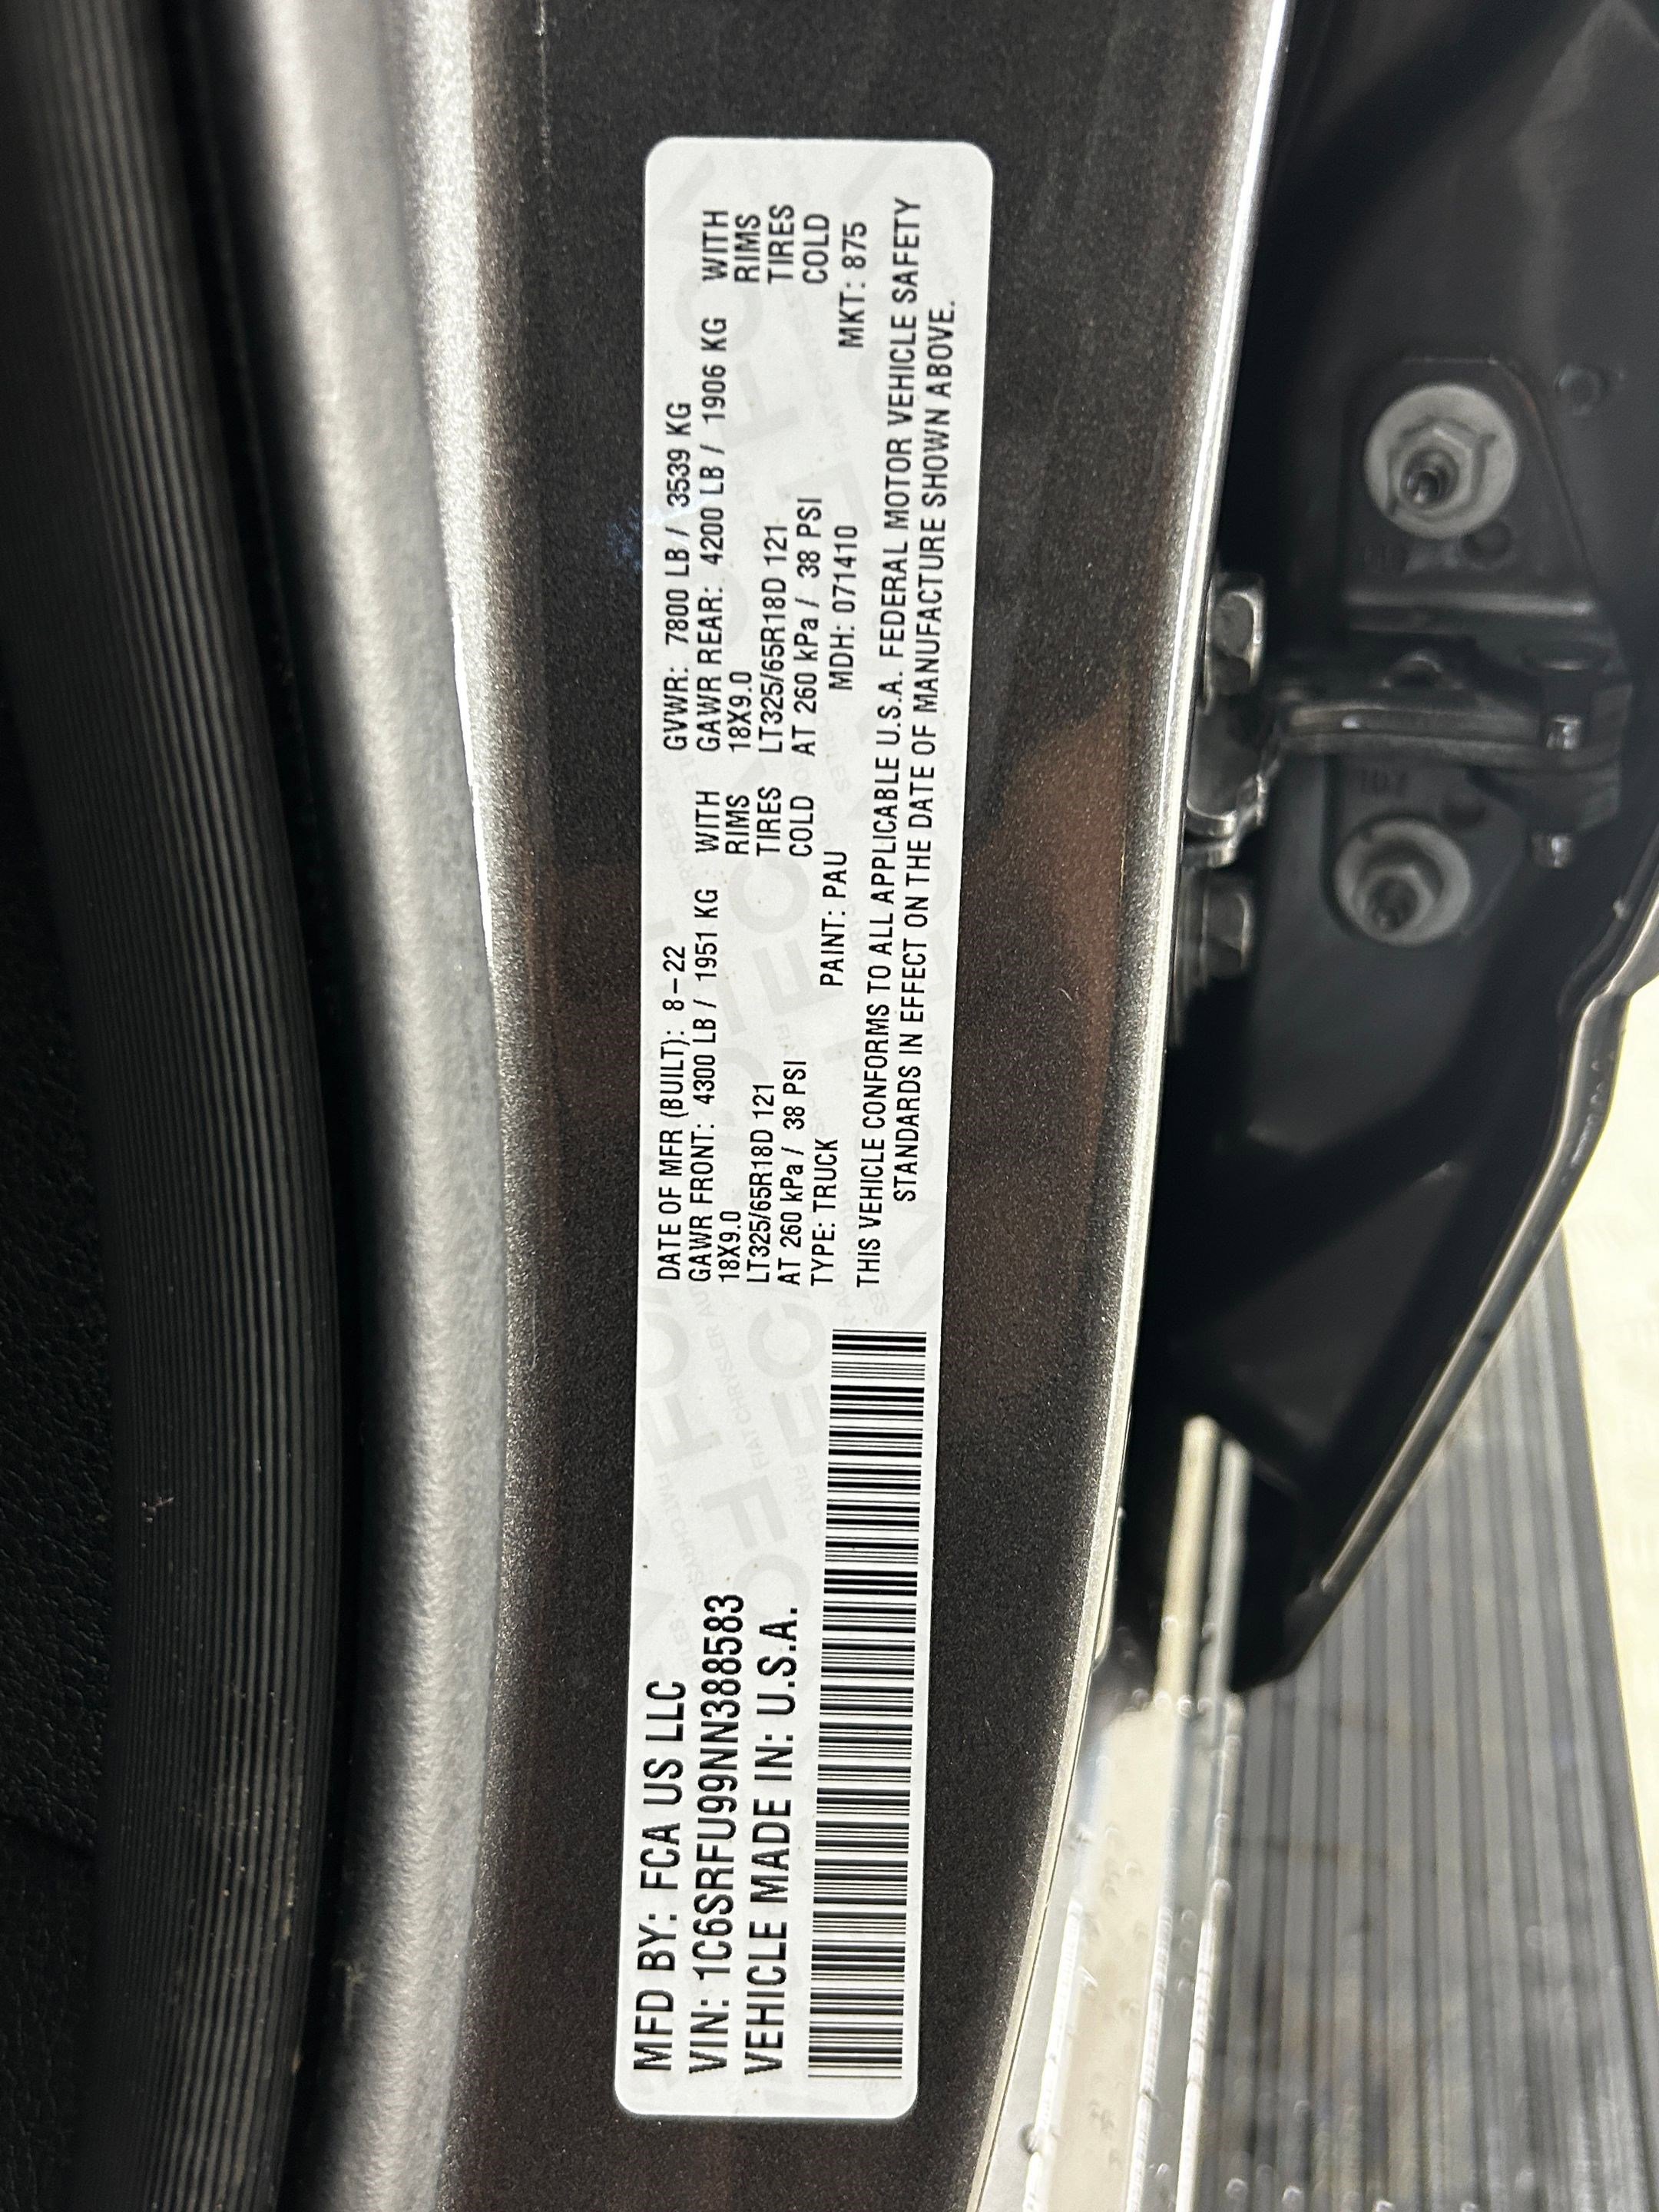 MFD BY: FCA US LLC
VIN: 1C6SRFU99NN388583
VEHICLE MADE IN: U.S.A.
DATE OF MFR (BUILT): 8-22 GVWR: 7800 LB / 3539 KG
GAWR FRONT: 4300 LB / 1951 KG WITH GAWR REAR: 4200 LB / 1906 KG WITH
18X9.0 RIMS 18X9.0 RIMS
LT325/65R18D 121 TIRES LT325/65R18D 121 TIRES
AT 260 kPa / 38 PSI COLD AT 260 kPa / 38 PSI COLD
TYPE: TRUCK PAINT: PAU MDH: 071410 MKT: 875
THIS VEHICLE CONFORMS TO ALL APPLICABLE U.S.A. FEDERAL MOTOR VEHICLE SAFETY
STANDARDS IN EFFECT ON THE DATE OF MANUFACTURE SHOWN ABOVE.